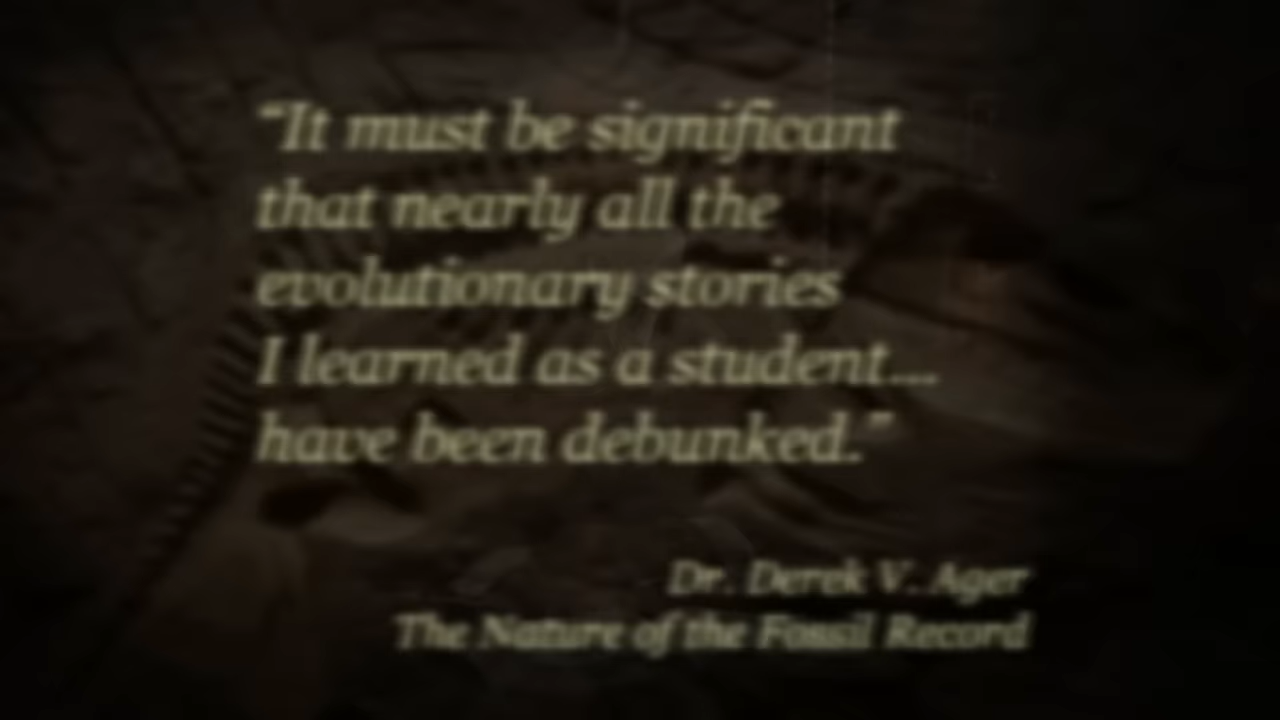 “It must be significant
that nearly all the
evolutionary stories
I learned as a student...
have been debunked.”
Dr. Derek V. Ager
The Nature of the Fossil Record